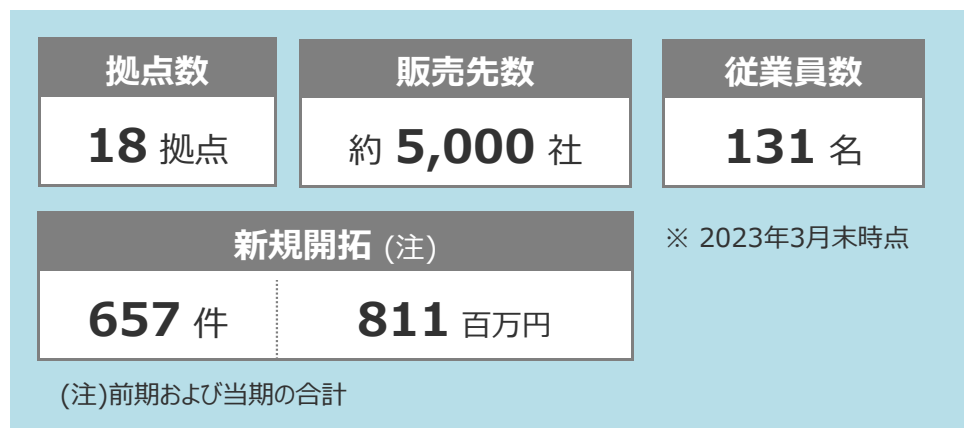 拠点数
18 拠点
販売先数
約 5,000 社
従業員数
131 名
新規開拓 (注)
657 件
811 百万円
※ 2023年3月末時点
(注)前期および当期の合計